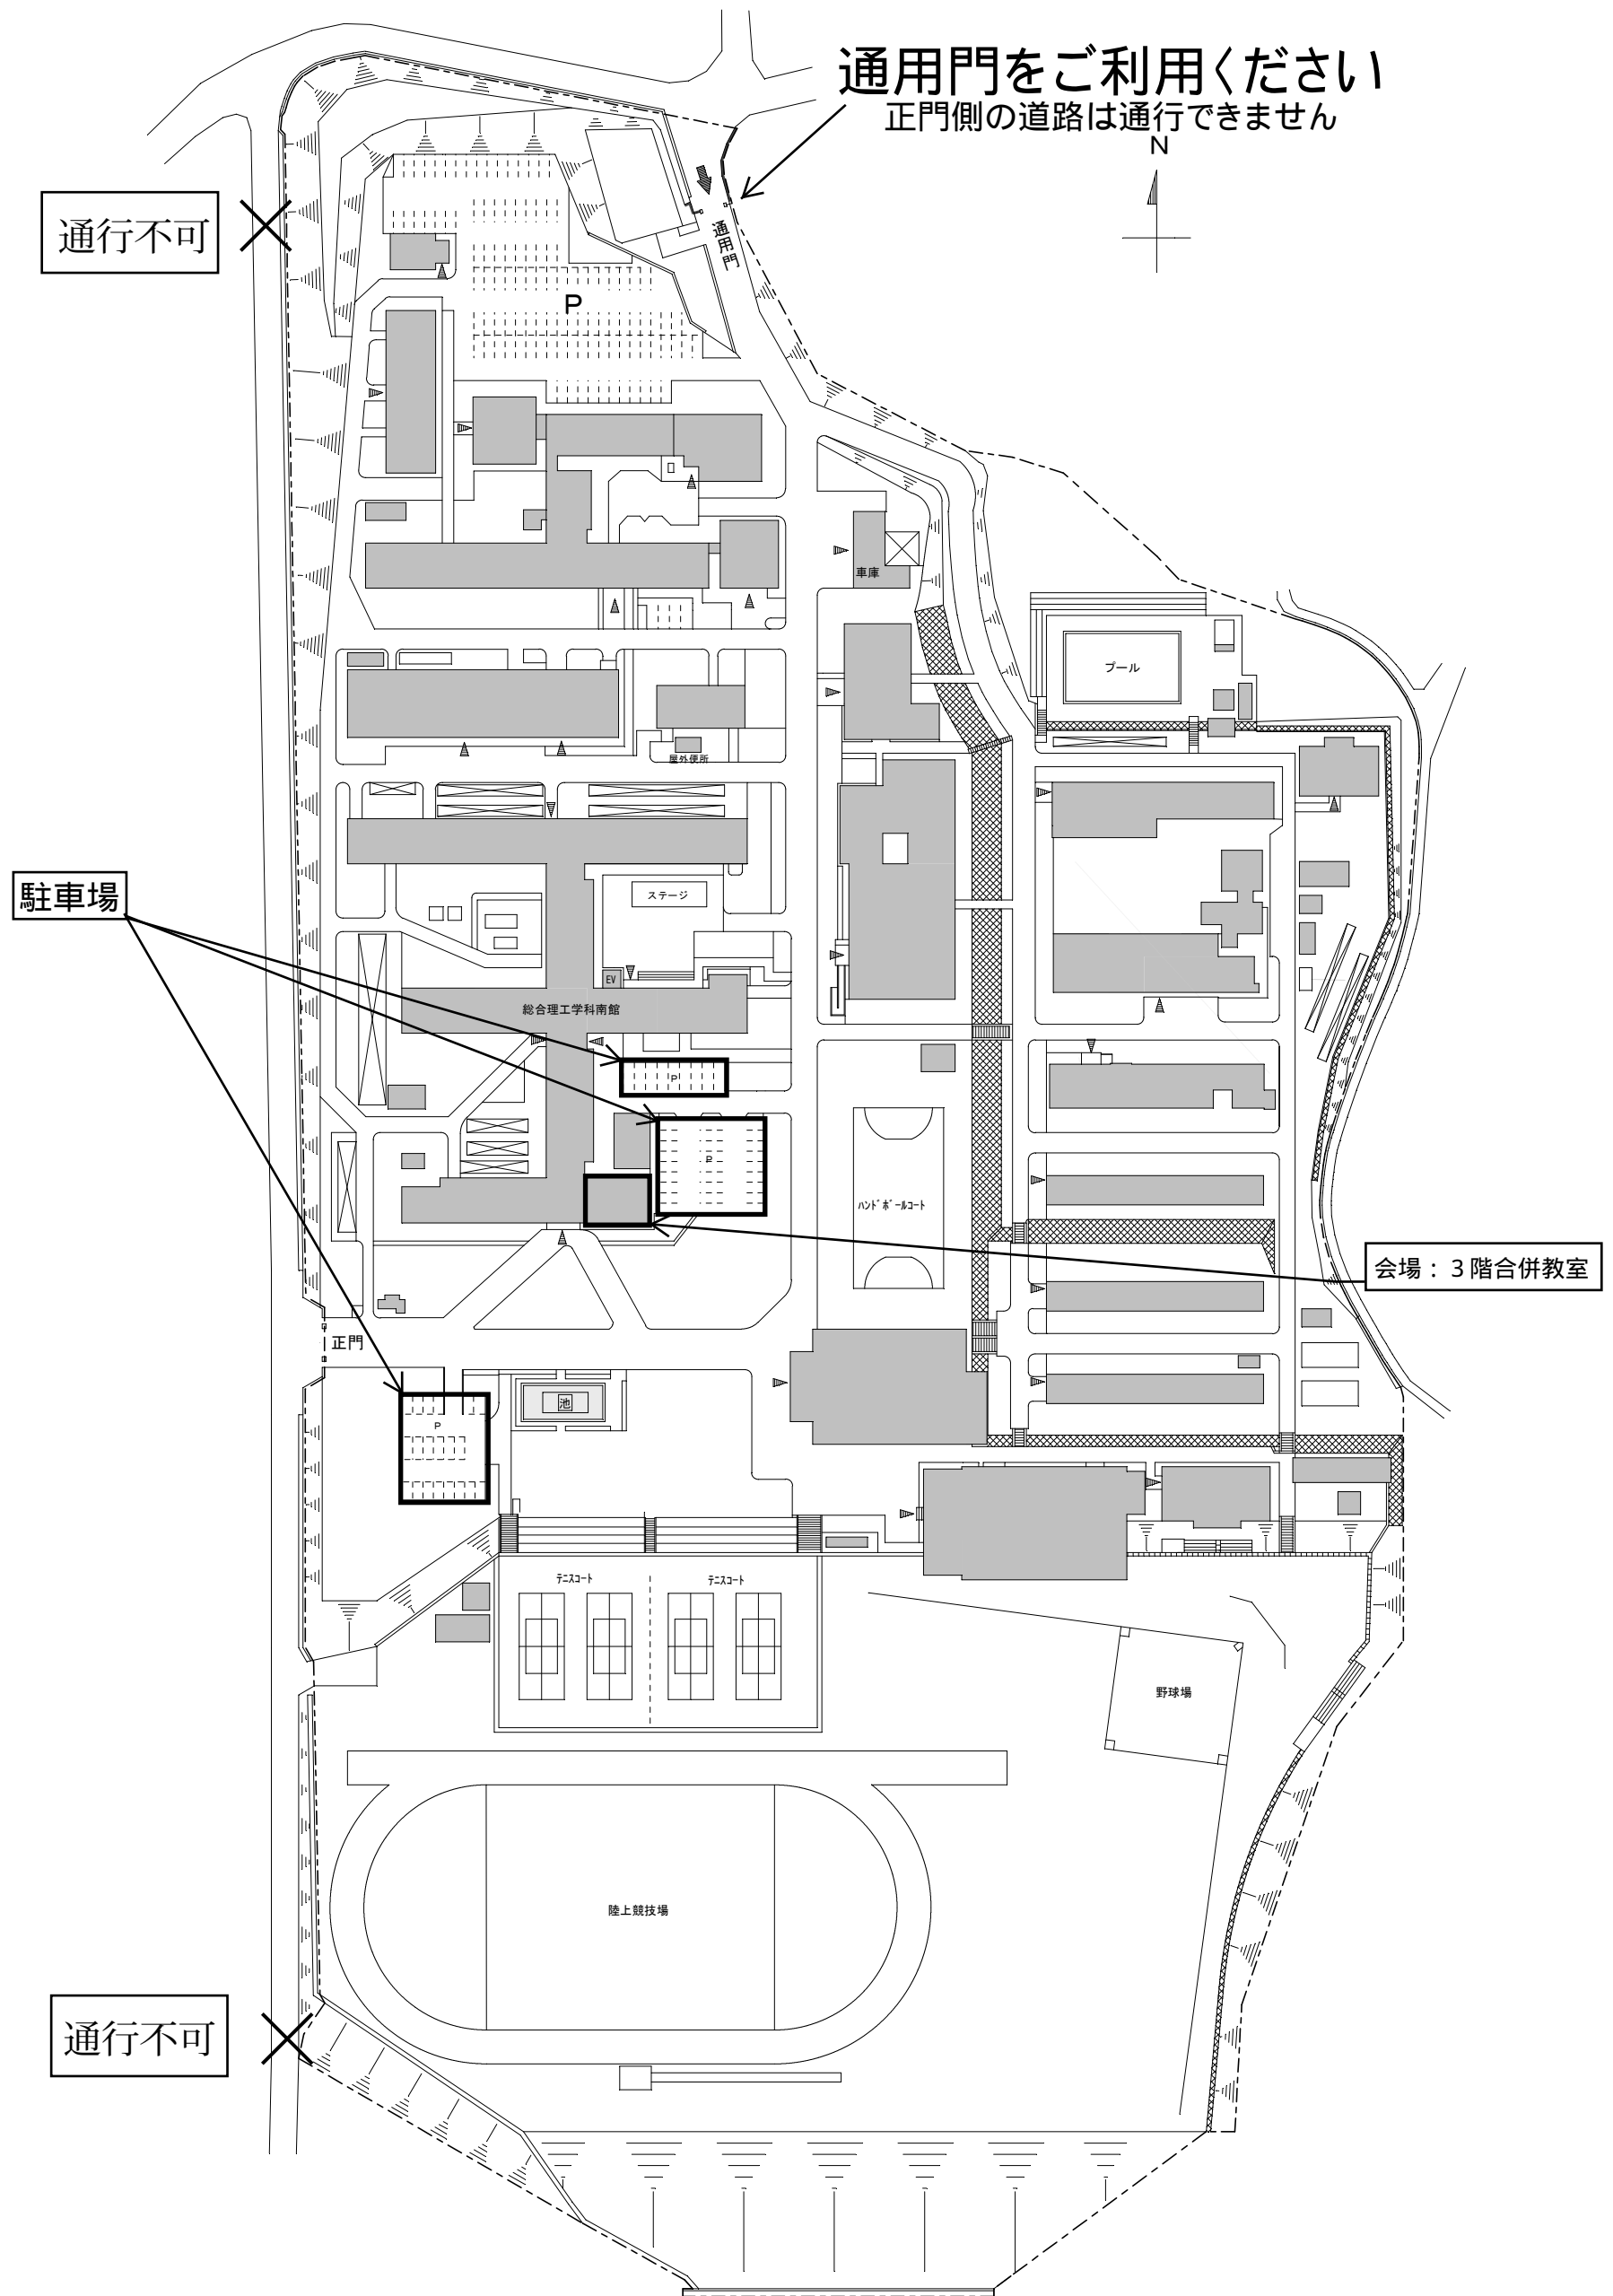 通用門をご利用ください
正門側の道路は通行できません
N
通行不可
通用門
P
車庫
プール
屋外便所
駐車場
ステージ
EV
総合理工学科南館
P
P
ﾊﾝﾄﾞﾎﾞｰﾙコート
会場：３階合併教室
正門
池
P
ﾃﾆｽコート
ﾃﾆｽコート
野球場
陸上競技場
通行不可